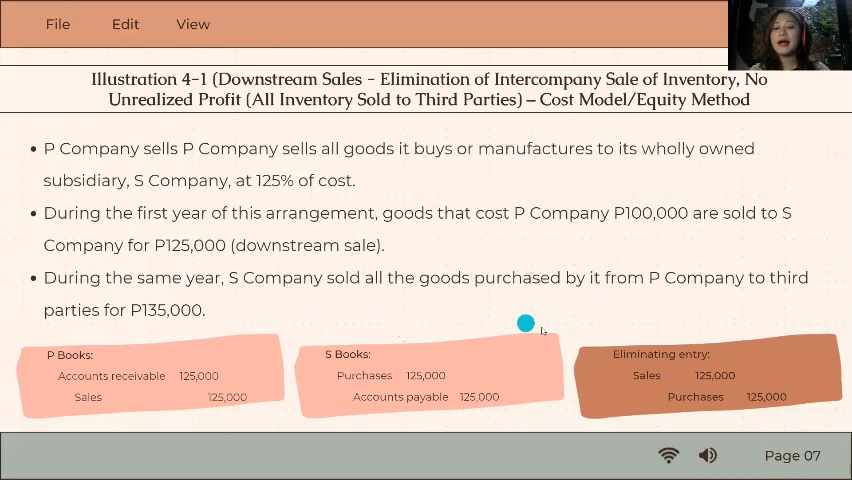 File Edit View
Illustration 4-1 (Downstream Sales - Elimination of Intercompany Sale of Inventory, No
Unrealized Profit (All Inventory Sold to Third Parties) – Cost Model/Equity Method
• P Company sells P Company sells all goods it buys or manufactures to its wholly owned
subsidiary, S Company, at 125% of cost.
• During the first year of this arrangement, goods that cost P Company P100,000 are sold to S
Company for P125,000 (downstream sale).
• During the same year, S Company sold all the goods purchased by it from P Company to third
parties for P135,000.
P Books:
Accounts receivable 125,000
Sales 125,000
S Books:
Purchases 125,000
Accounts payable 125,000
Eliminating entry:
Sales 125,000
Purchases 125,000
Page 07